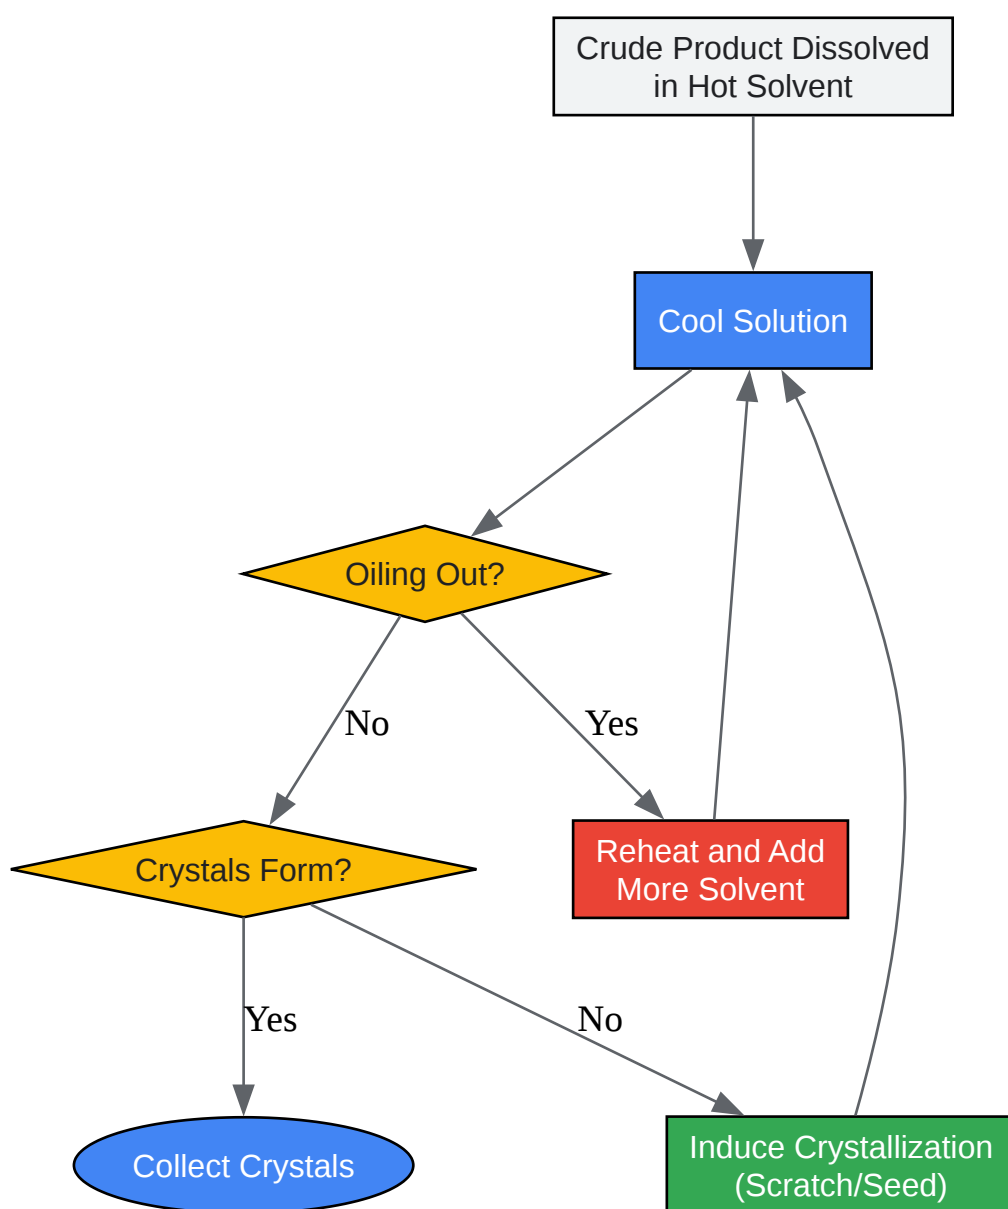 Crude Product Dissolved
in Hot Solvent
Cool Solution
Oiling Out?
No
Yes
Crystals Form?
Reheat and Add
More Solvent
Yes
No
Collect Crystals
Induce Crystallization
(Scratch/Seed)